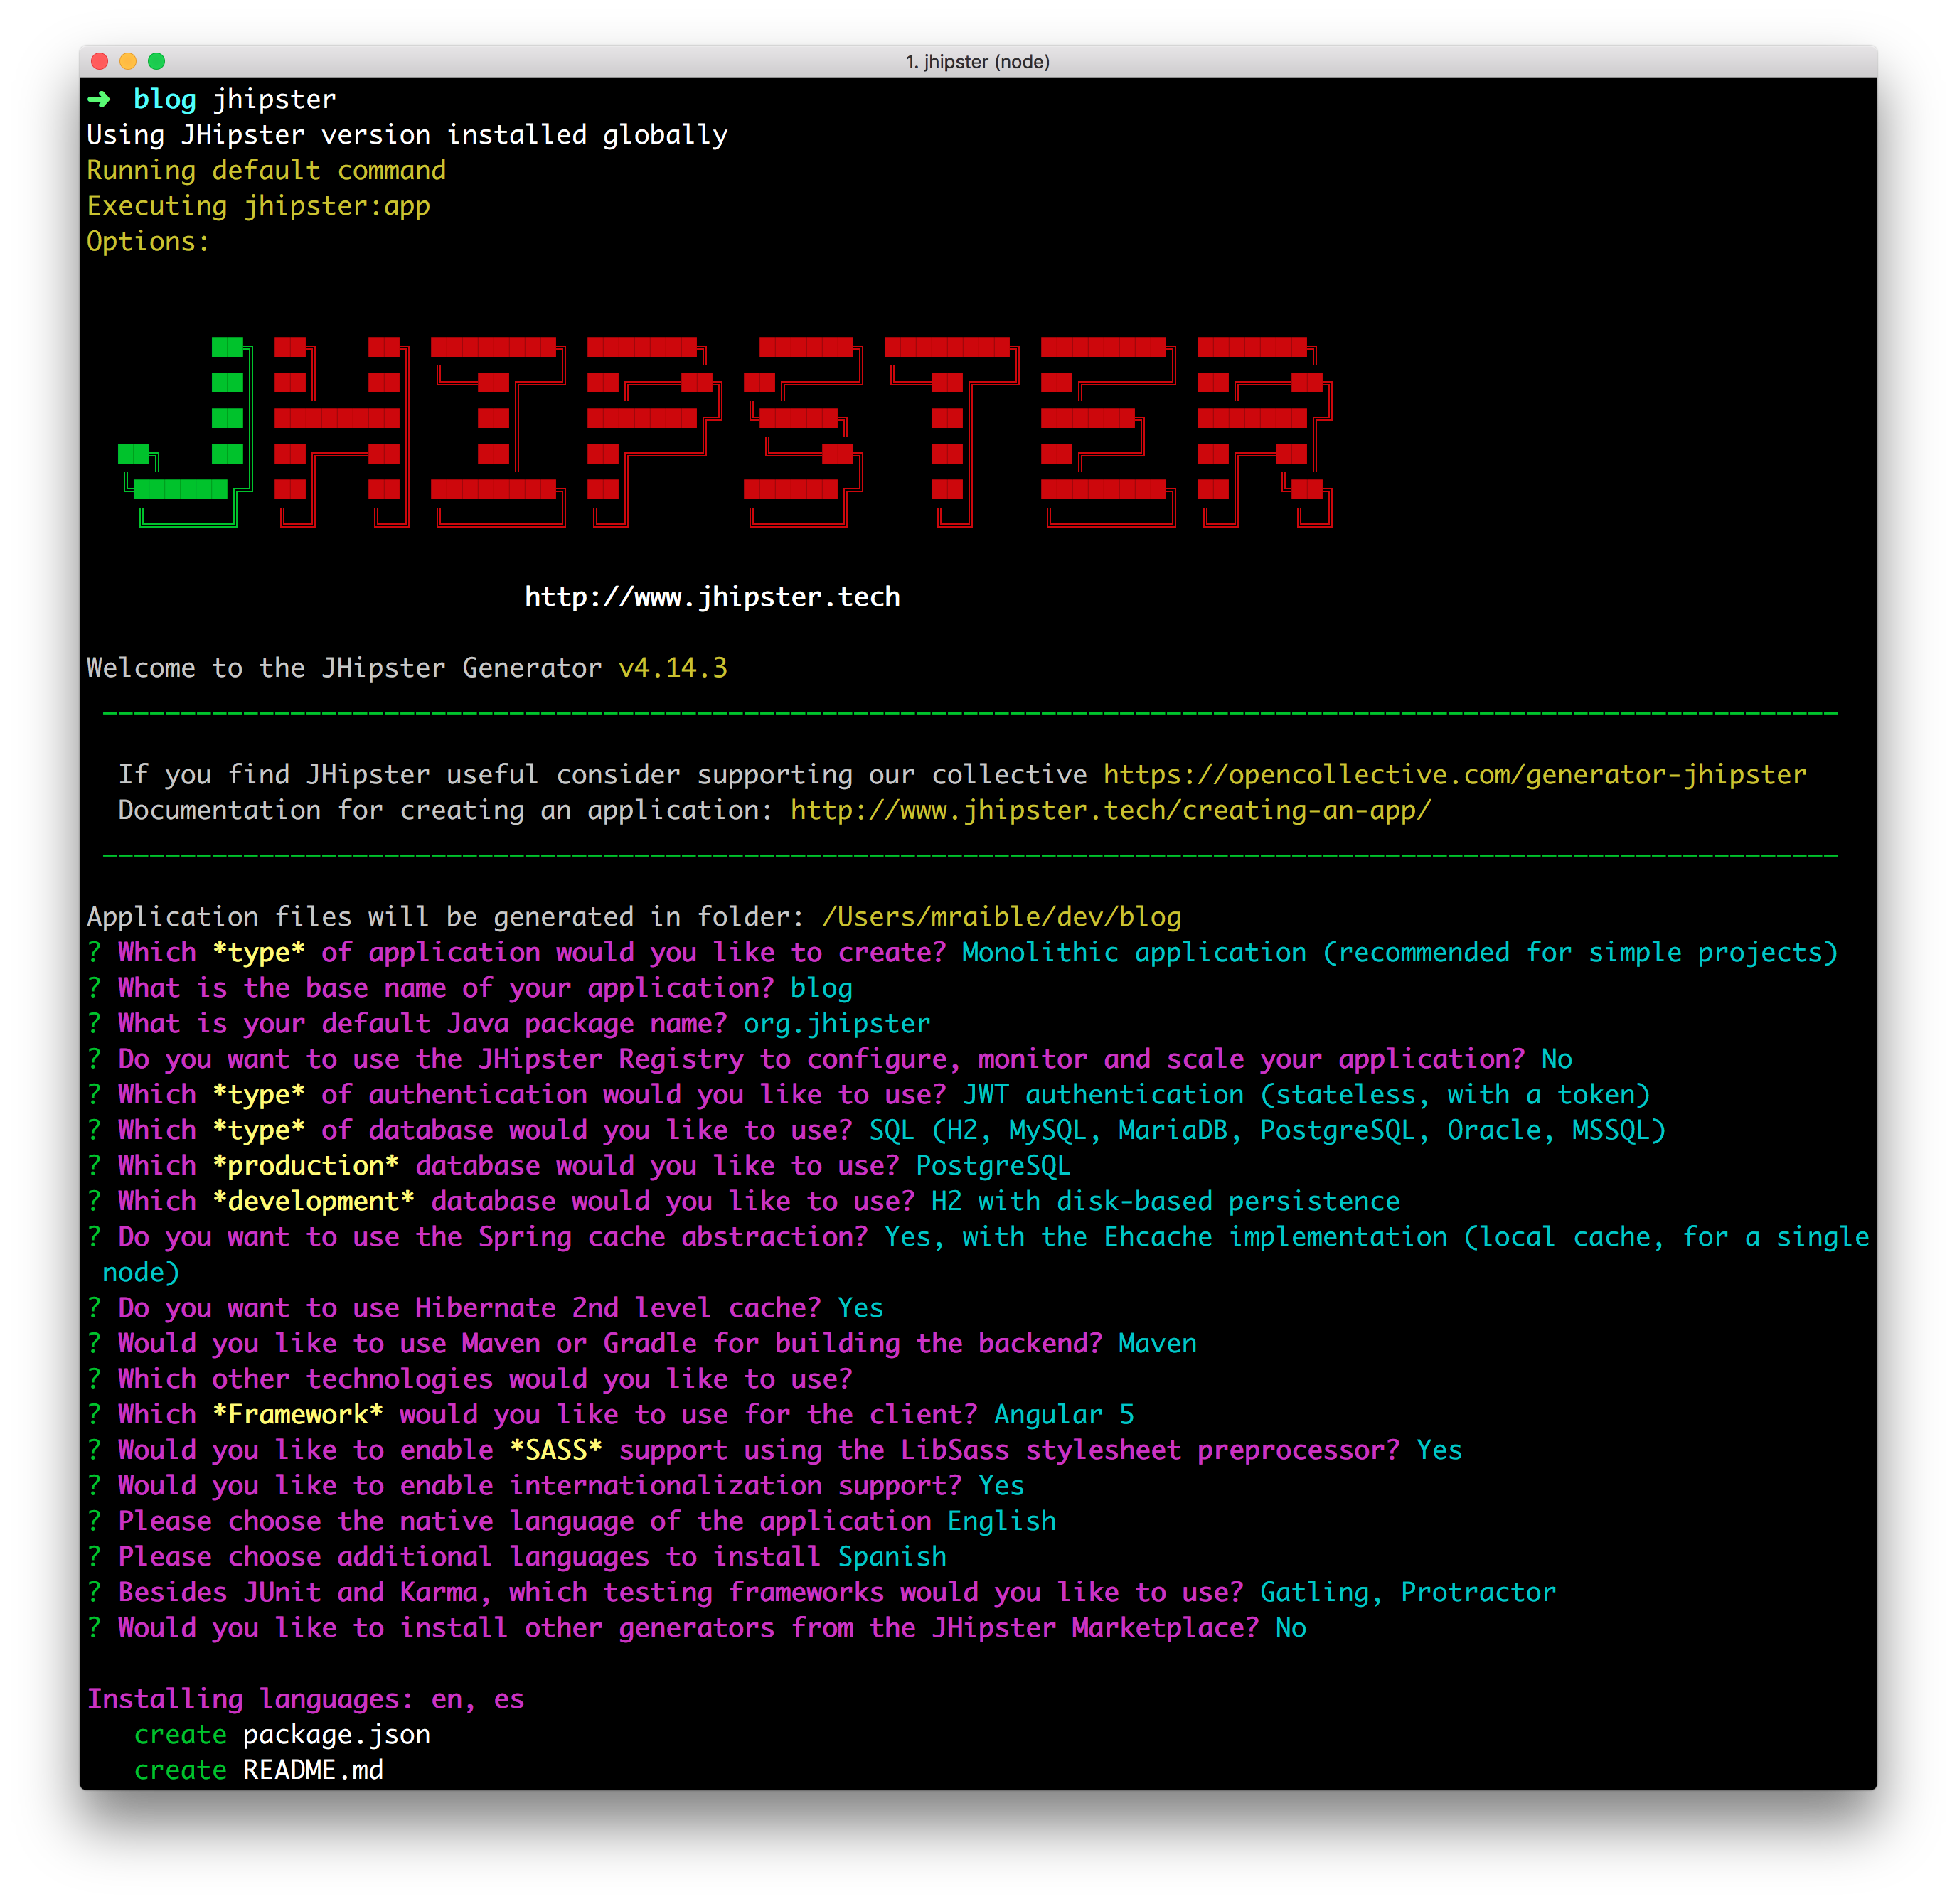 1. jhipster (node)
➜ blog jhipster
Using JHipster version installed globally
Running default command
Executing jhipster:app
Options:
JHIPSTER
http://www.jhipster.tech
Welcome to the JHipster Generator v4.14.3
If you find JHipster useful consider supporting our collective https://opencollective.com/generator-jhipster
Documentation for creating an application: http://www.jhipster.tech/creating-an-app/
Application files will be generated in folder: /Users/mraible/dev/blog
? Which *type* of application would you like to create? Monolithic application (recommended for simple projects)
? What is the base name of your application? blog
? What is your default Java package name? org.jhipster
? Do you want to use the JHipster Registry to configure, monitor and scale your application? No
? Which *type* of authentication would you like to use? JWT authentication (stateless, with a token)
? Which *type* of database would you like to use? SQL (H2, MySQL, MariaDB, PostgreSQL, Oracle, MSSQL)
? Which *production* database would you like to use? PostgreSQL
? Which *development* database would you like to use? H2 with disk-based persistence
? Do you want to use the Spring cache abstraction? Yes, with the Ehcache implementation (local cache, for a single
node)
? Do you want to use Hibernate 2nd level cache? Yes
? Would you like to use Maven or Gradle for building the backend? Maven
? Which other technologies would you like to use?
? Which *Framework* would you like to use for the client? Angular 5
? Would you like to enable *SASS* support using the LibSass stylesheet preprocessor? Yes
? Would you like to enable internationalization support? Yes
? Please choose the native language of the application English
? Please choose additional languages to install Spanish
? Besides JUnit and Karma, which testing frameworks would you like to use? Gatling, Protractor
? Would you like to install other generators from the JHipster Marketplace? No
Installing languages: en, es
create package.json
create README.md